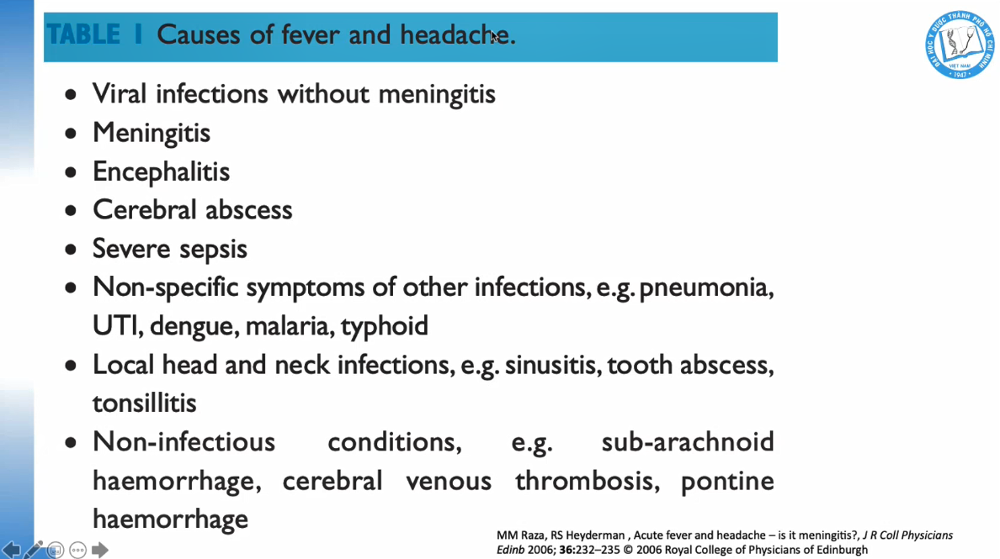 TABLE 1 Causes of fever and headache.
• Viral infections without meningitis
• Meningitis
• Encephalitis
• Cerebral abscess
• Severe sepsis
• Non-specific symptoms of other infections, e.g. pneumonia,
UTI, dengue, malaria, typhoid
• Local head and neck infections, e.g. sinusitis, tooth abscess,
tonsillitis
• Non-infectious conditions, e.g. sub-arachnoid
haemorrhage, cerebral venous thrombosis, pontine
haemorrhage
MM Raza, RS Heyderman , Acute fever and headache – is it meningitis?, J R Coll Physicians
Edinb 2006; 36:232–235 © 2006 Royal College of Physicians of Edinburgh
ĐẠI HỌC Y DƯỢC THÀNH PHỐ HỒ CHÍ MINH
VIỆT NAM
• 1947 •